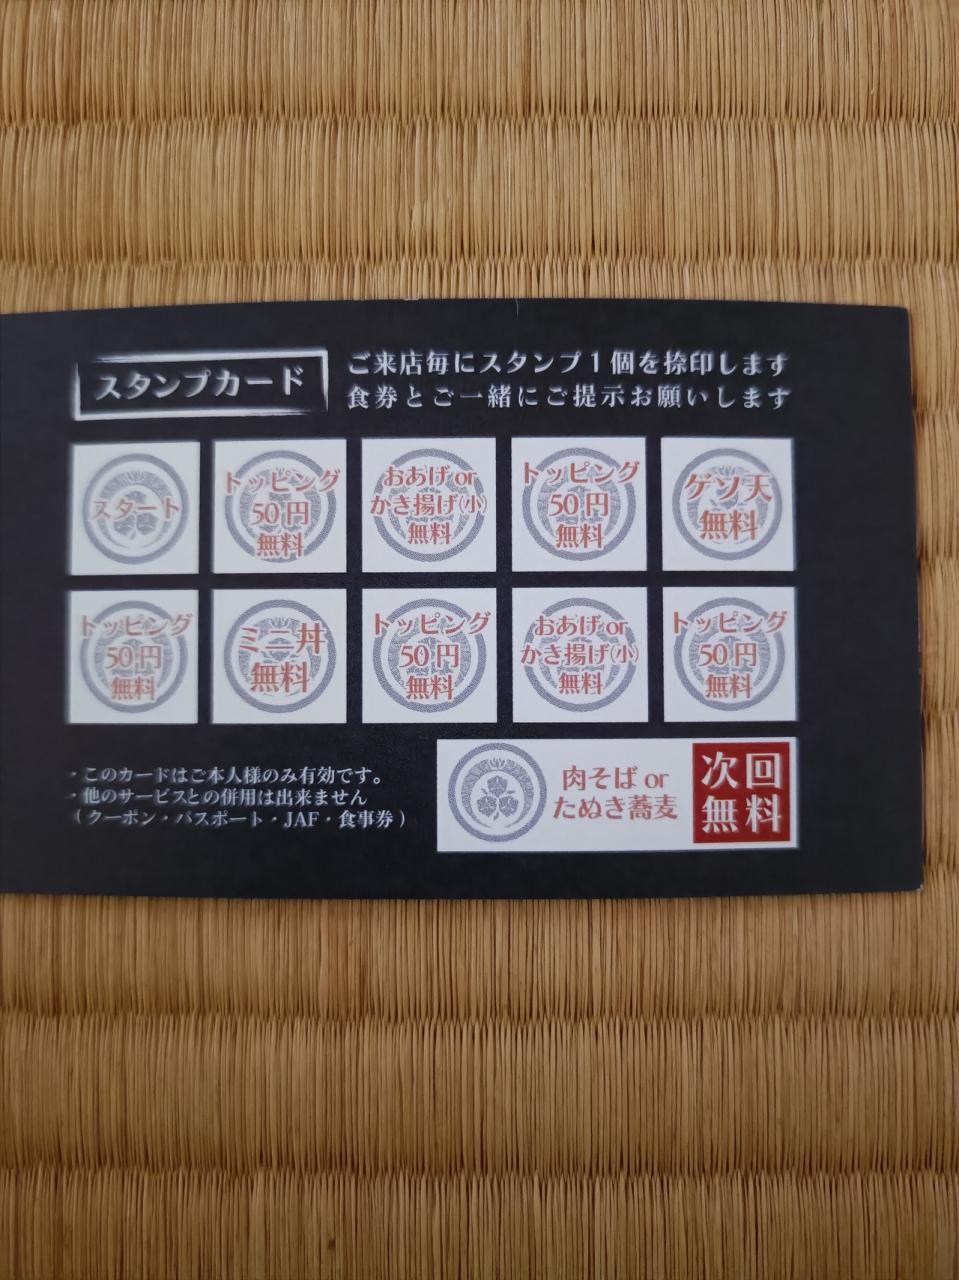 スタンプカード
ご来店毎にスタンプ1個を捺印します
食券とご一緒にご提示お願いします
スタート
トッピング
50円
無料
おあげor
かき揚げ(小)
無料
トッピング
50円
無料
ゲソ天
無料
トッピング
50円
無料
ミニ丼
無料
トッピング
50円
無料
おあげor
かき揚げ(小)
無料
トッピング
50円
無料
・このカードはご本人様のみ有効です。
・他のサービスとの併用は出来ません
（クーポン・パスポート・JAF・食事券）
肉そば or
たぬき蕎麦
次回
無料